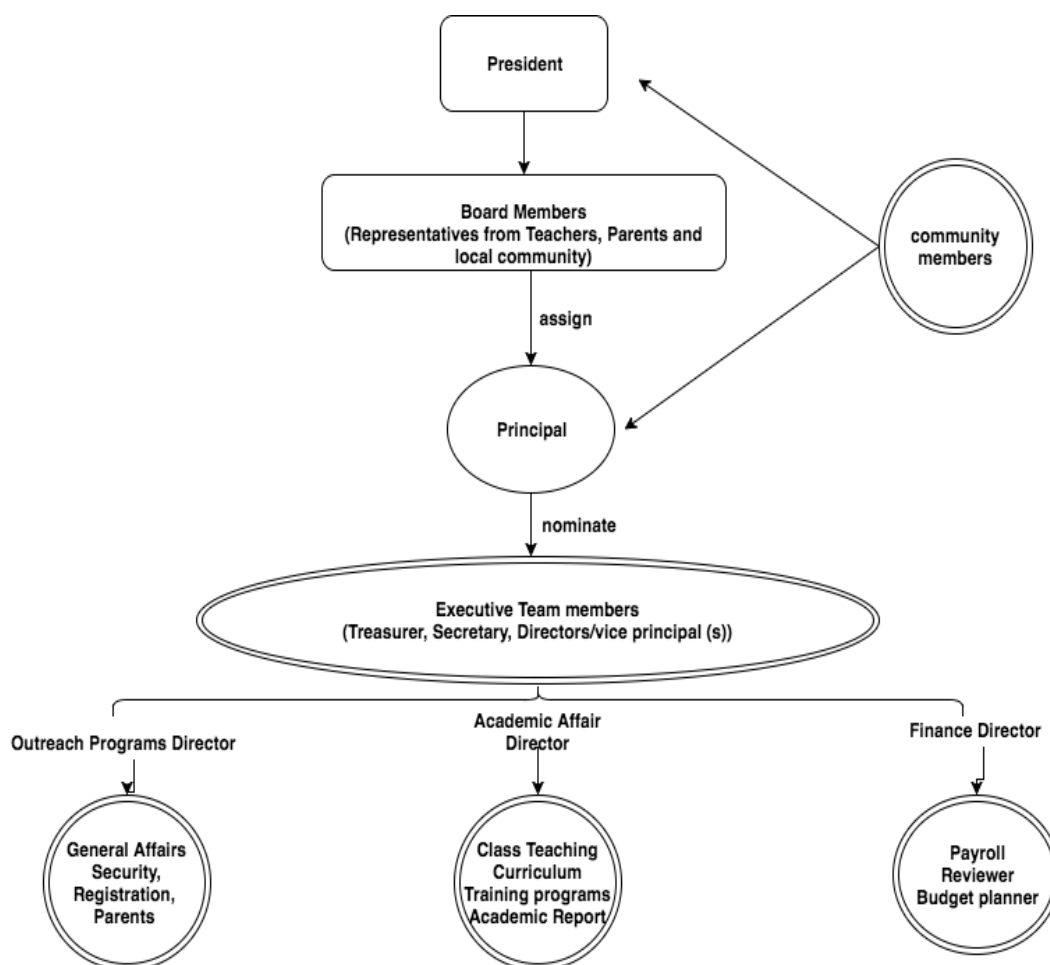 President
Board Members
(Representatives from Teachers, Parents and
local community)
community
members
assign
Principal
nominate
Executive Team members
(Treasurer, Secretary, Directors/vice principal (s))
Outreach Programs Director
Academic Affair
Director
Finance Director
General Affairs
Security,
Registration,
Parents
Class Teaching
Curriculum
Training programs
Academic Report
Payroll
Reviewer
Budget planner